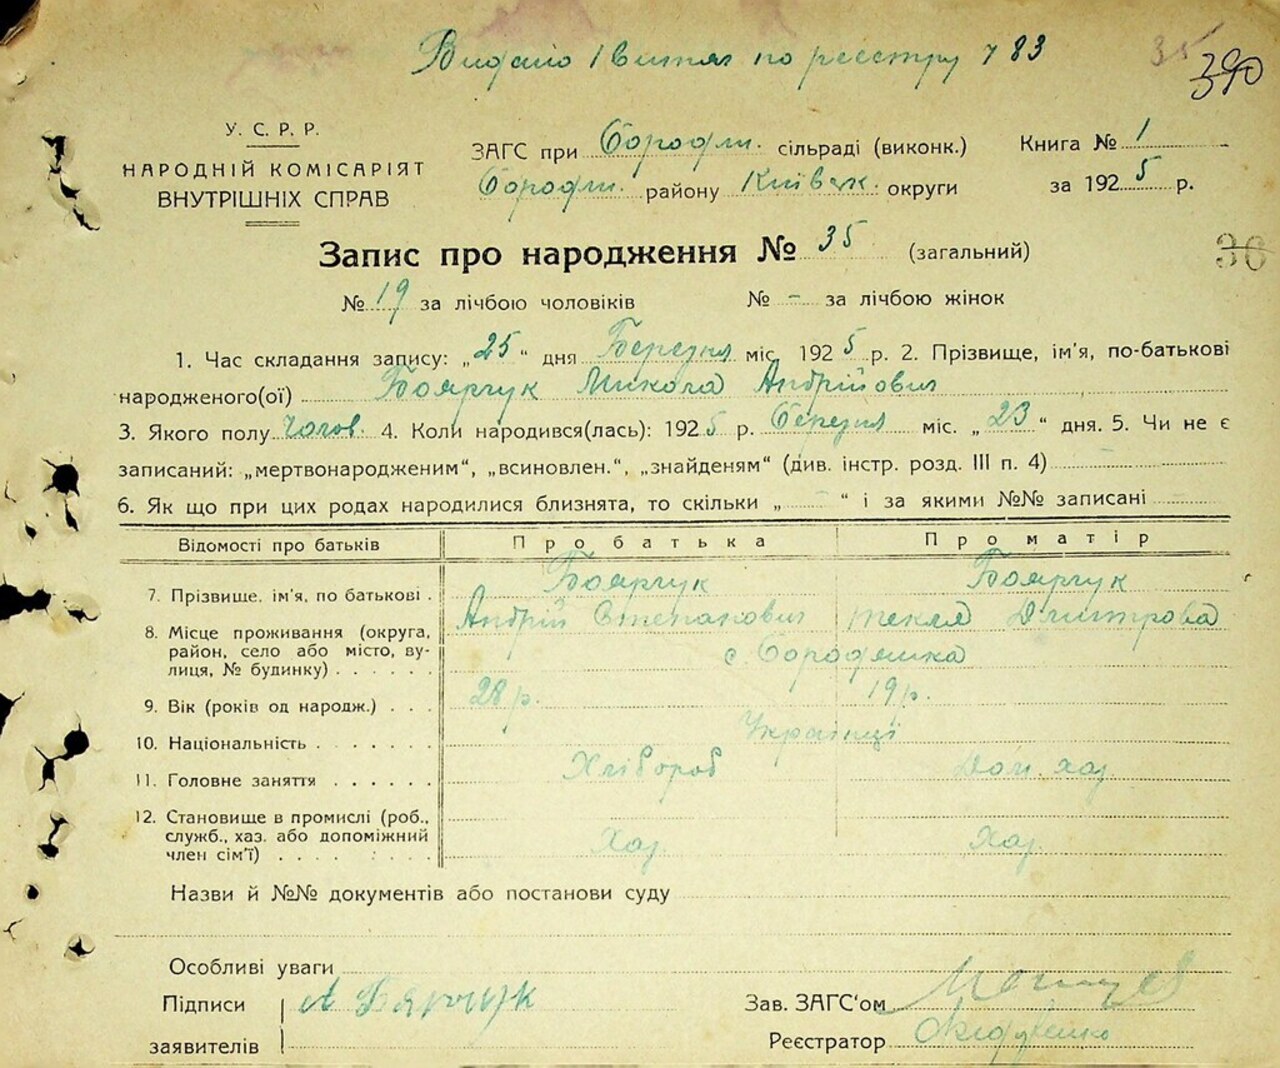 Видано 1 витяг по реєстру ч 83
35
390
У. С. Р. Р.
НАРОДНІЙ КОМІСАРІЯТ
ВНУТРІШНІХ СПРАВ
ЗАГС при Бородян. сільраді (виконк.) Книга № 1
Бородян. району Київськ. округи за 1925 р.
Запис про народження № 35 (загальний)
36
№ 19 за лічбою чоловіків № - за лічбою жінок
1. Час складання запису: „25“ дня Березня міс. 1925 р. 2. Прізвище, ім'я, по-батькові
народженого(ої) Боярчук Микола Андрійович
3. Якого полу Чолов. 4. Коли народився(лась): 1925 р. березня міс. „23“ дня. 5. Чи не є
записаний: „мертвонародженим“, „всиновлен.“, „знайденям“ (див. інстр. розд. III п. 4)
6. Як що при цих родах народилися близнята, то скільки „ - “ і за якими №№ записані
Відомості про батьків Про батька Про матір
7. Прізвище, ім'я, по батькові . Боярчук Боярчук
Андрій Степанович Текля Дмитрова
8. Місце проживання (округа, район, село або місто, вулиця, № будинку) . . . . . . с. Бородянка
9. Вік (років од народж.) . . . 28 р. 19 р.
10. Національність . . . . . . . Українці
11. Головне заняття . . . . . . Хлібороб Дом. хаз.
12. Становище в промислі (роб., служб., хаз. або допоміжний член сім'ї) . . . . . . . Хаз. Хаз.
Назви й №№ документів або постанови суду
Особливі уваги
Підписи А Бярчук Зав. ЗАГС'ом
заявителів Реєстратор